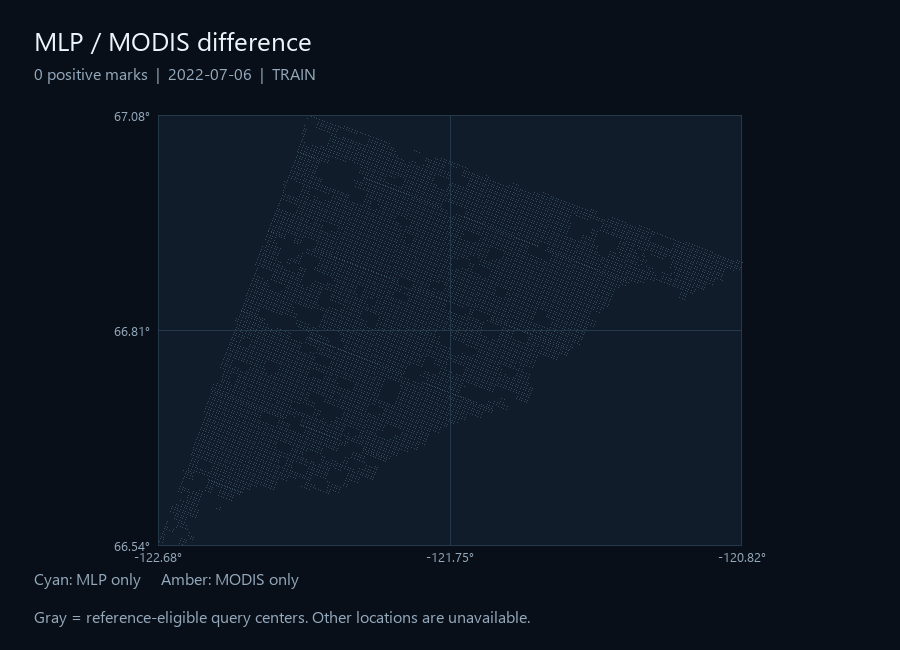 MLP / MODIS difference
0 positive marks | 2022-07-06 | TRAIN
67.08°
66.81°
66.54°
-122.68° -121.75° -120.82°
Cyan: MLP only Amber: MODIS only
Gray = reference-eligible query centers. Other locations are unavailable.